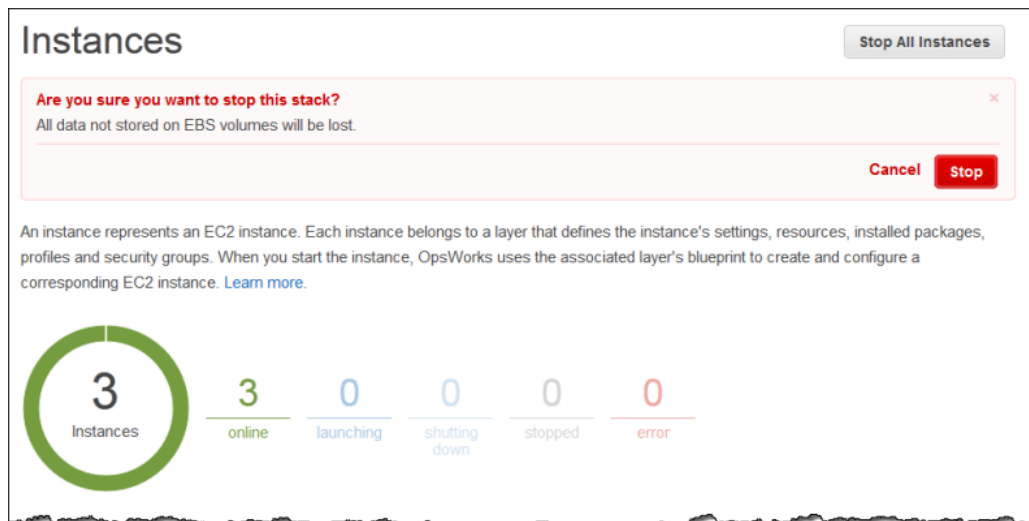 Instances
Stop All Instances
Are you sure you want to stop this stack?
×
All data not stored on EBS volumes will be lost.
Cancel
Stop
An instance represents an EC2 instance. Each instance belongs to a layer that defines the instance's settings, resources, installed packages,
profiles and security groups. When you start the instance, OpsWorks uses the associated layer's blueprint to create and configure a
corresponding EC2 instance. Learn more.
3
Instances
3
online
0
launching
0
shutting
down
0
stopped
0
error